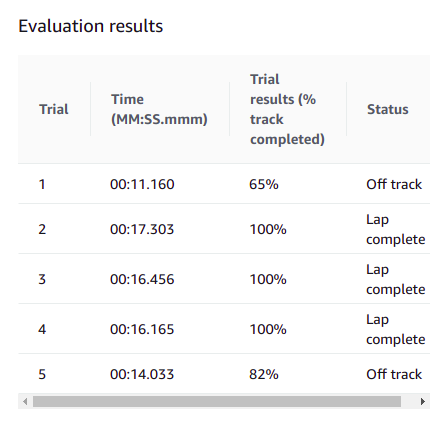 Evaluation results
Trial
Time
(MM:SS.mmm)
Trial
results (%
track
completed)
Status
1 00:11.160 65% Off track
2 00:17.303 100% Lap
complete
3 00:16.456 100% Lap
complete
4 00:16.165 100% Lap
complete
5 00:14.033 82% Off track